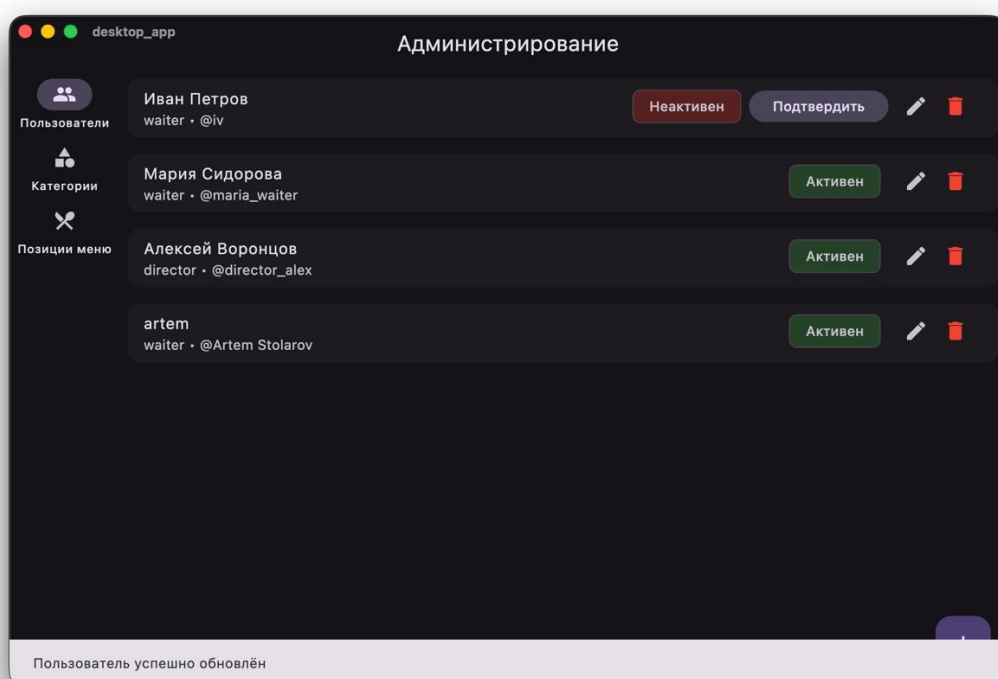 desktop_app
Администрирование
Пользователи
Категории
Позиции меню
Иван Петров
waiter • @iv
Неактивен
Подтвердить
Мария Сидорова
waiter • @maria_waiter
Активен
Алексей Воронцов
director • @director_alex
Активен
artem
waiter • @Artem Stolarov
Активен
Пользователь успешно обновлён